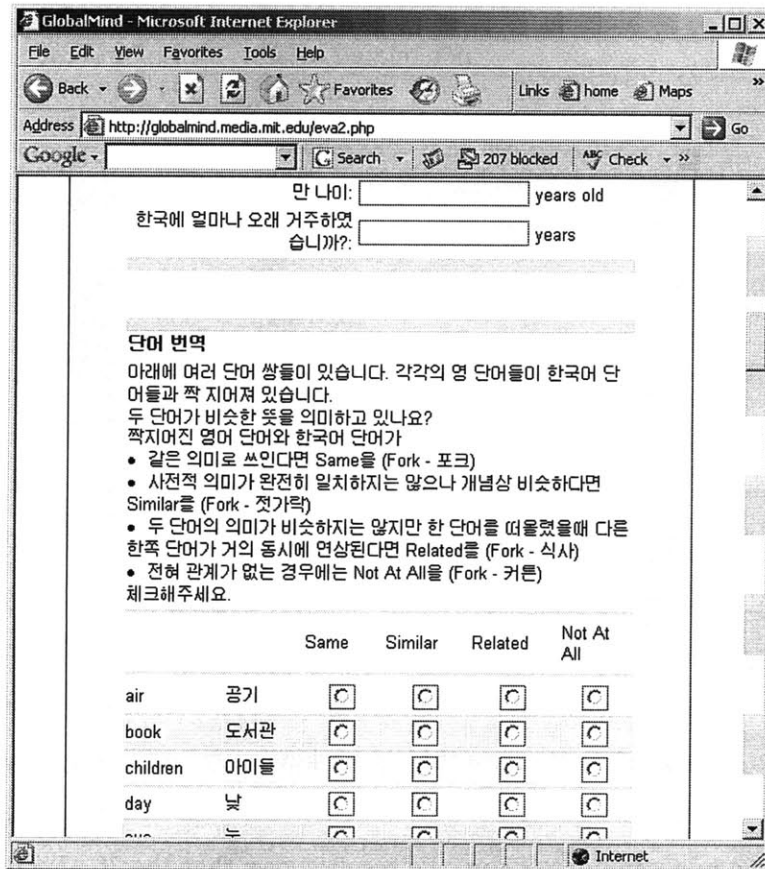 GlobalMind - Microsoft Internet Explorer
File Edit View Favorites Tools Help
Back Favorites Links home Maps »
Address http://globalmind.media.mit.edu/eva2.php Go
Google Search 207 blocked ABC Check »
만 나이: years old
한국에 얼마나 오래 거주하였
습니까?: years
단어 번역
아래에 여러 단어 쌍들이 있습니다. 각각의 영 단어들이 한국어 단
어들과 짝 지어져 있습니다.
두 단어가 비슷한 뜻을 의미하고 있나요?
짝지어진 영어 단어와 한국어 단어가
• 같은 의미로 쓰인다면 Same을 (Fork - 포크)
• 사전적 의미가 완전히 일치하지는 않으나 개념상 비슷하다면
Similar를 (Fork - 젓가락)
• 두 단어의 의미가 비슷하지는 않지만 한 단어를 떠올렸을때 다른
한쪽 단어가 거의 동시에 연상된다면 Related를 (Fork - 식사)
• 전혀 관계가 없는 경우에는 Not At All을 (Fork - 커튼)
체크해주세요.
Same Similar Related Not At
All
air 공기
book 도서관
children 아이들
day 낮
Internet